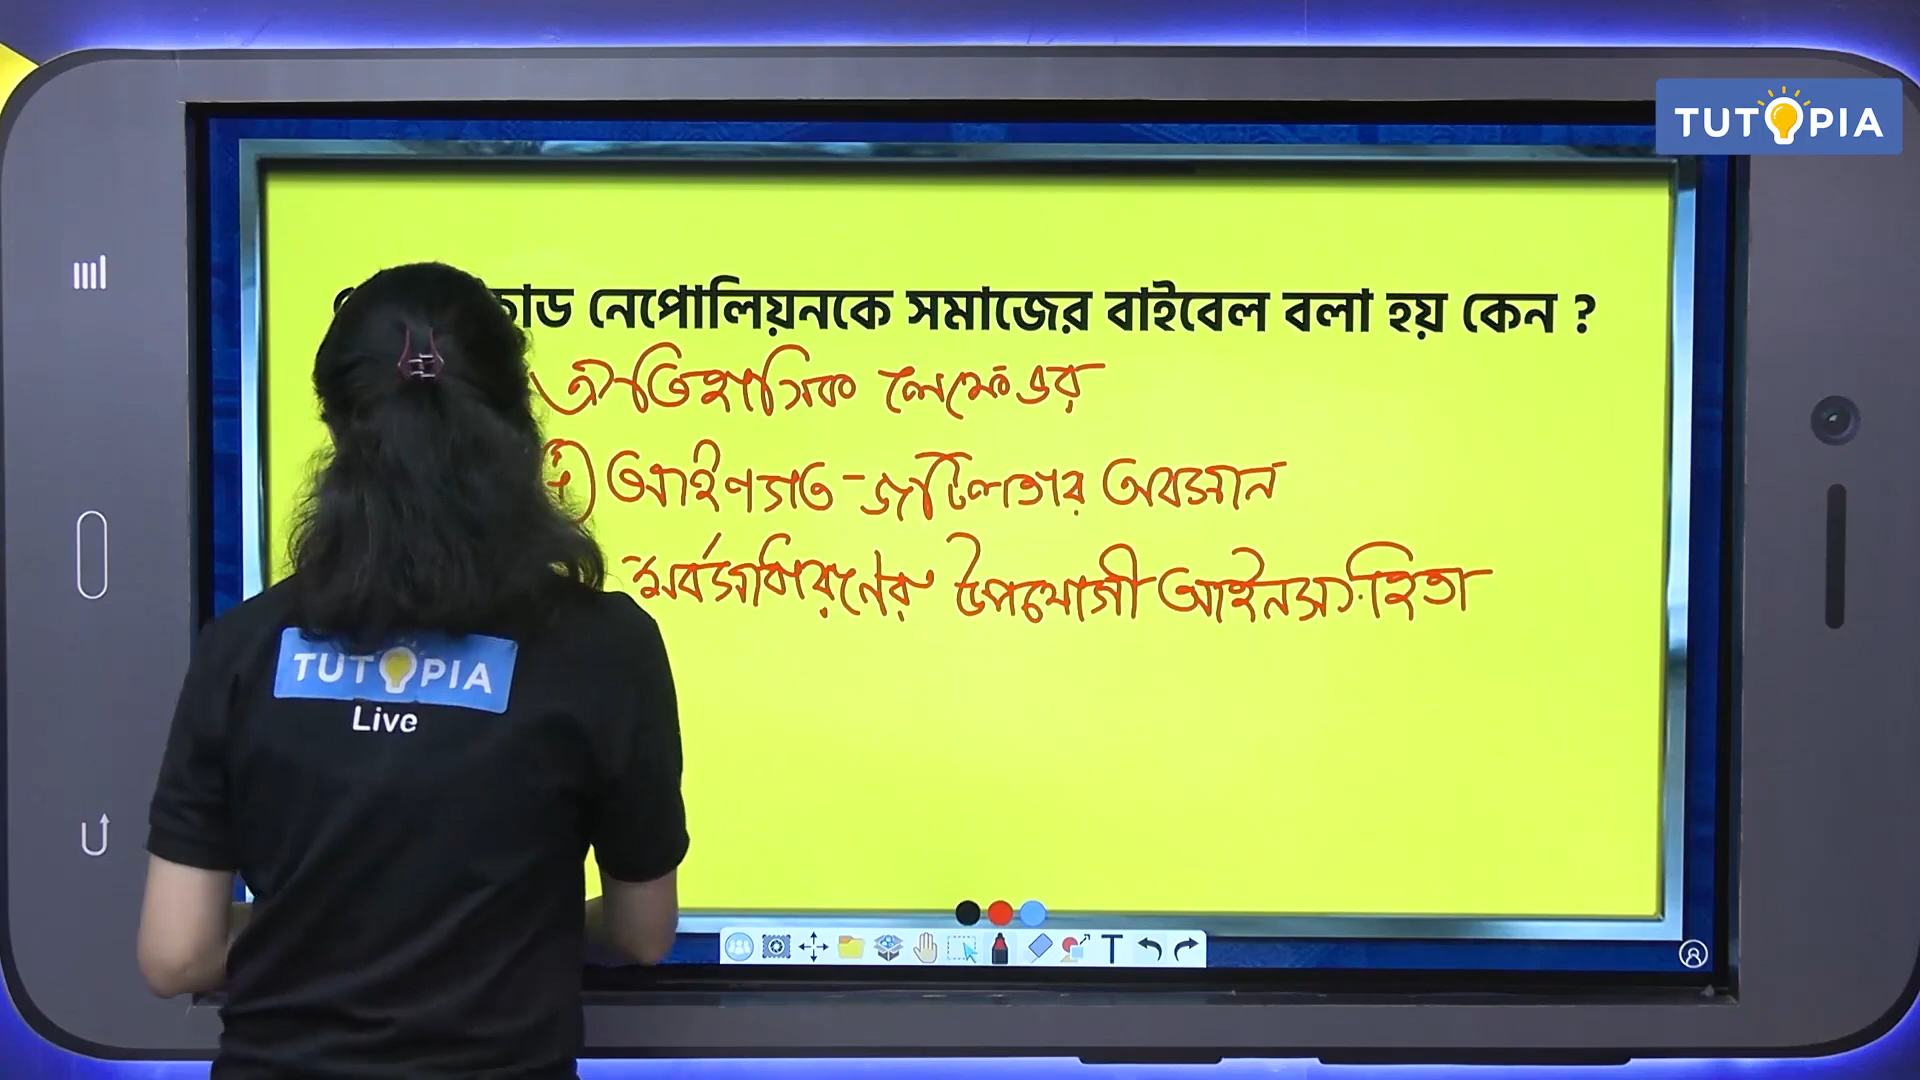 TUTOPIA
নেপোলিয়নকে সমাজের বাইবেল বলা হয় কেন ?
ঐতিহাসিক লেফেভর
আইনগত-জটিলতার অবসান
সর্বসাধারণের উপযোগী আইনসংহিতা
TUTOPIA
Live
T